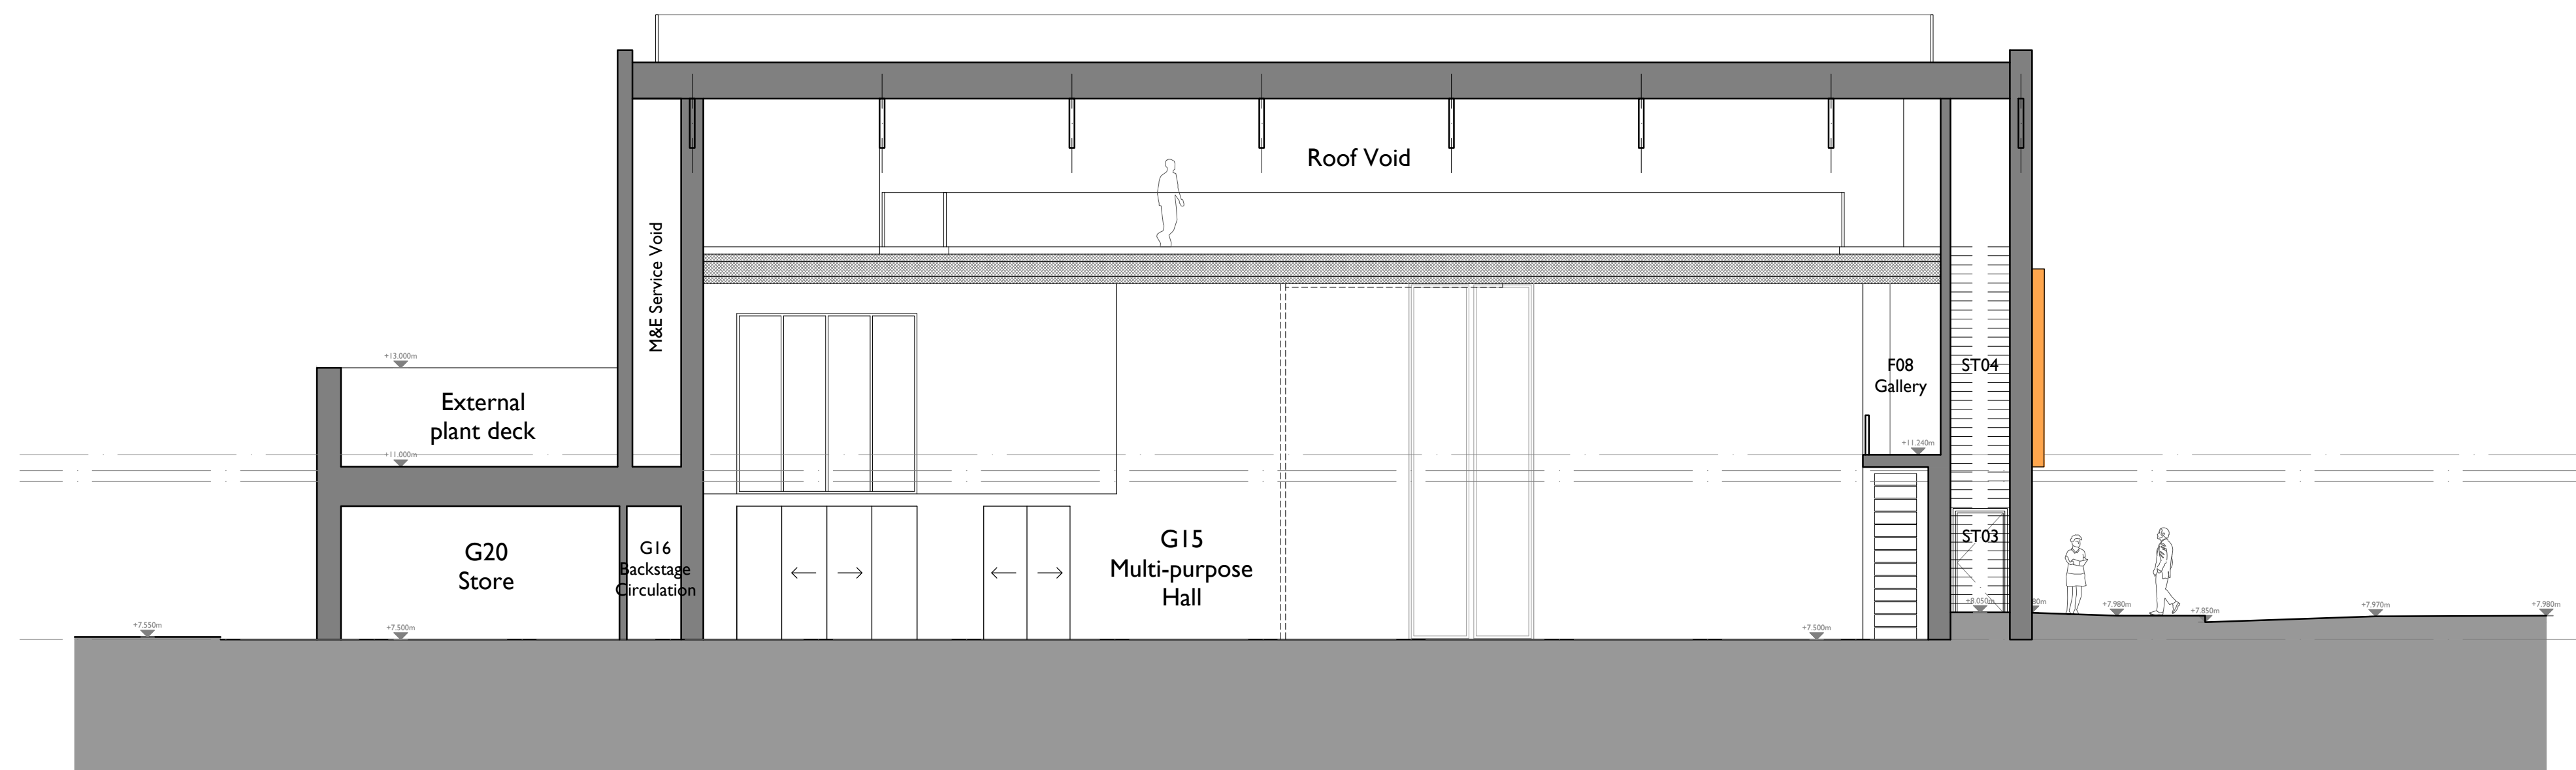 Roof Void
M&E Service Void
+13.000m
External
plant deck
+11.000m
F08
Gallery
ST04
+11.240m
G20
Store
G16
Backstage
Circulation
G15
Multi-purpose
Hall
ST03
+7.550m
+7.500m
+7.500m
+8.050m
+7.980m
+7.850m
+7.970m
+7.980m